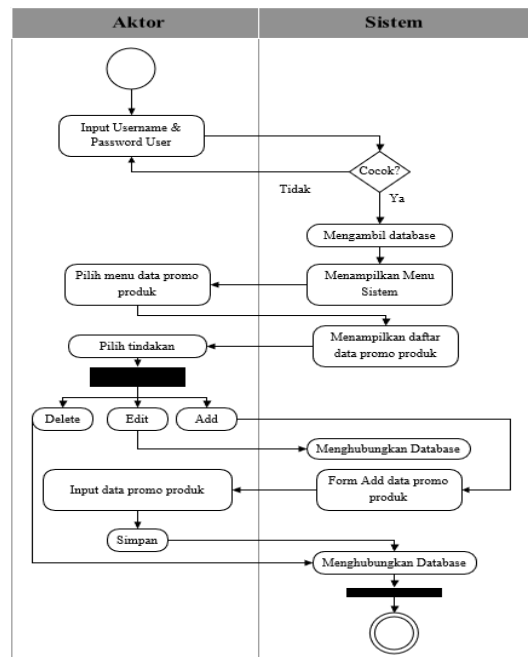 Aktor
Sistem
Input Username &
Password User
Cocok?
Tidak
Ya
Mengambil database
Menampilkan Menu
Sistem
Pilih menu data promo
produk
Menampilkan daftar
data promo produk
Pilih tindakan
Delete
Edit
Add
Menghubungkan Database
Form Add data promo
produk
Input data promo produk
Simpan
Menghubungkan Database